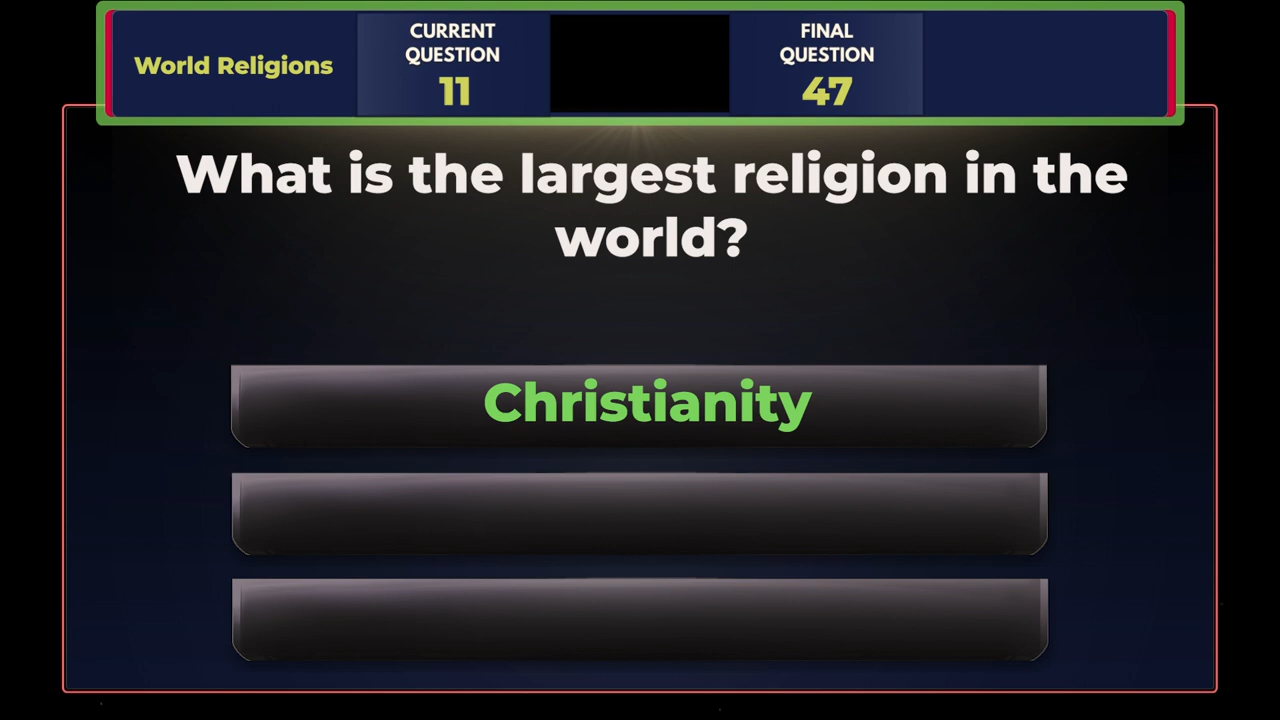 World Religions
CURRENT
QUESTION
11
FINAL
QUESTION
47
What is the largest religion in the
world?
Christianity